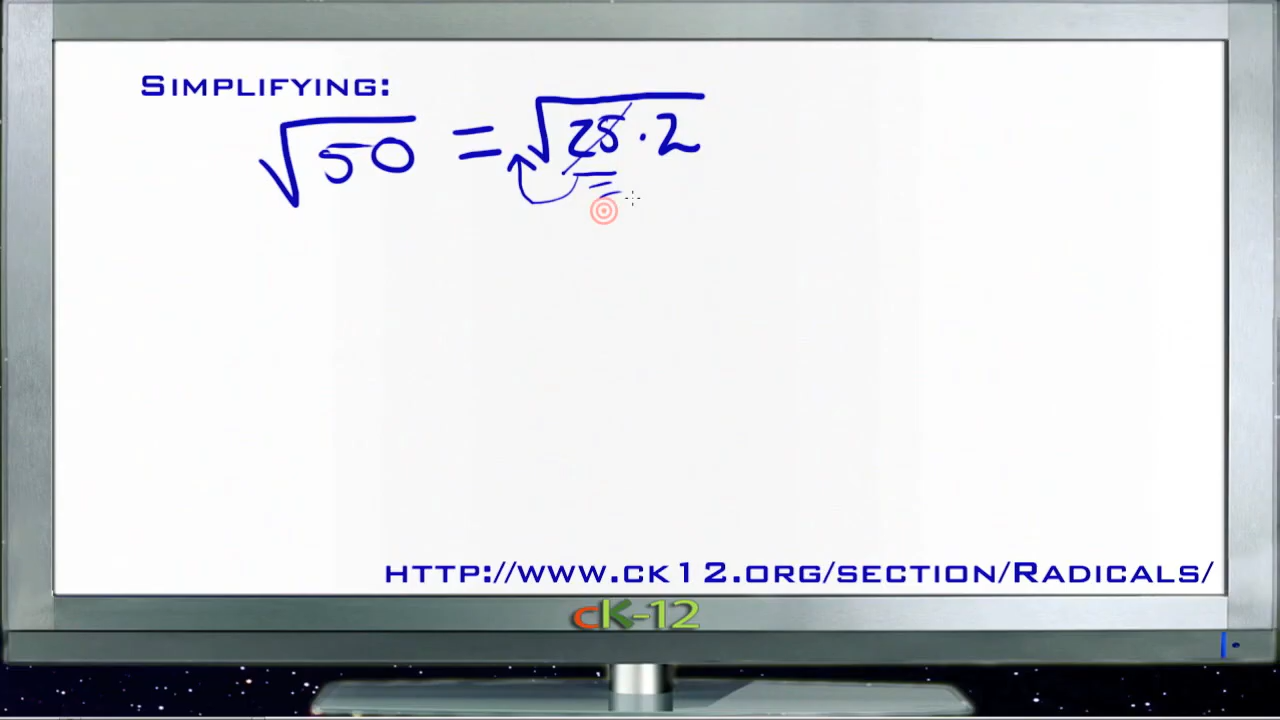 SIMPLIFYING:
√50 = √25·2
HTTP://WWW.CK12.ORG/SECTION/RADICALS/
cK-12